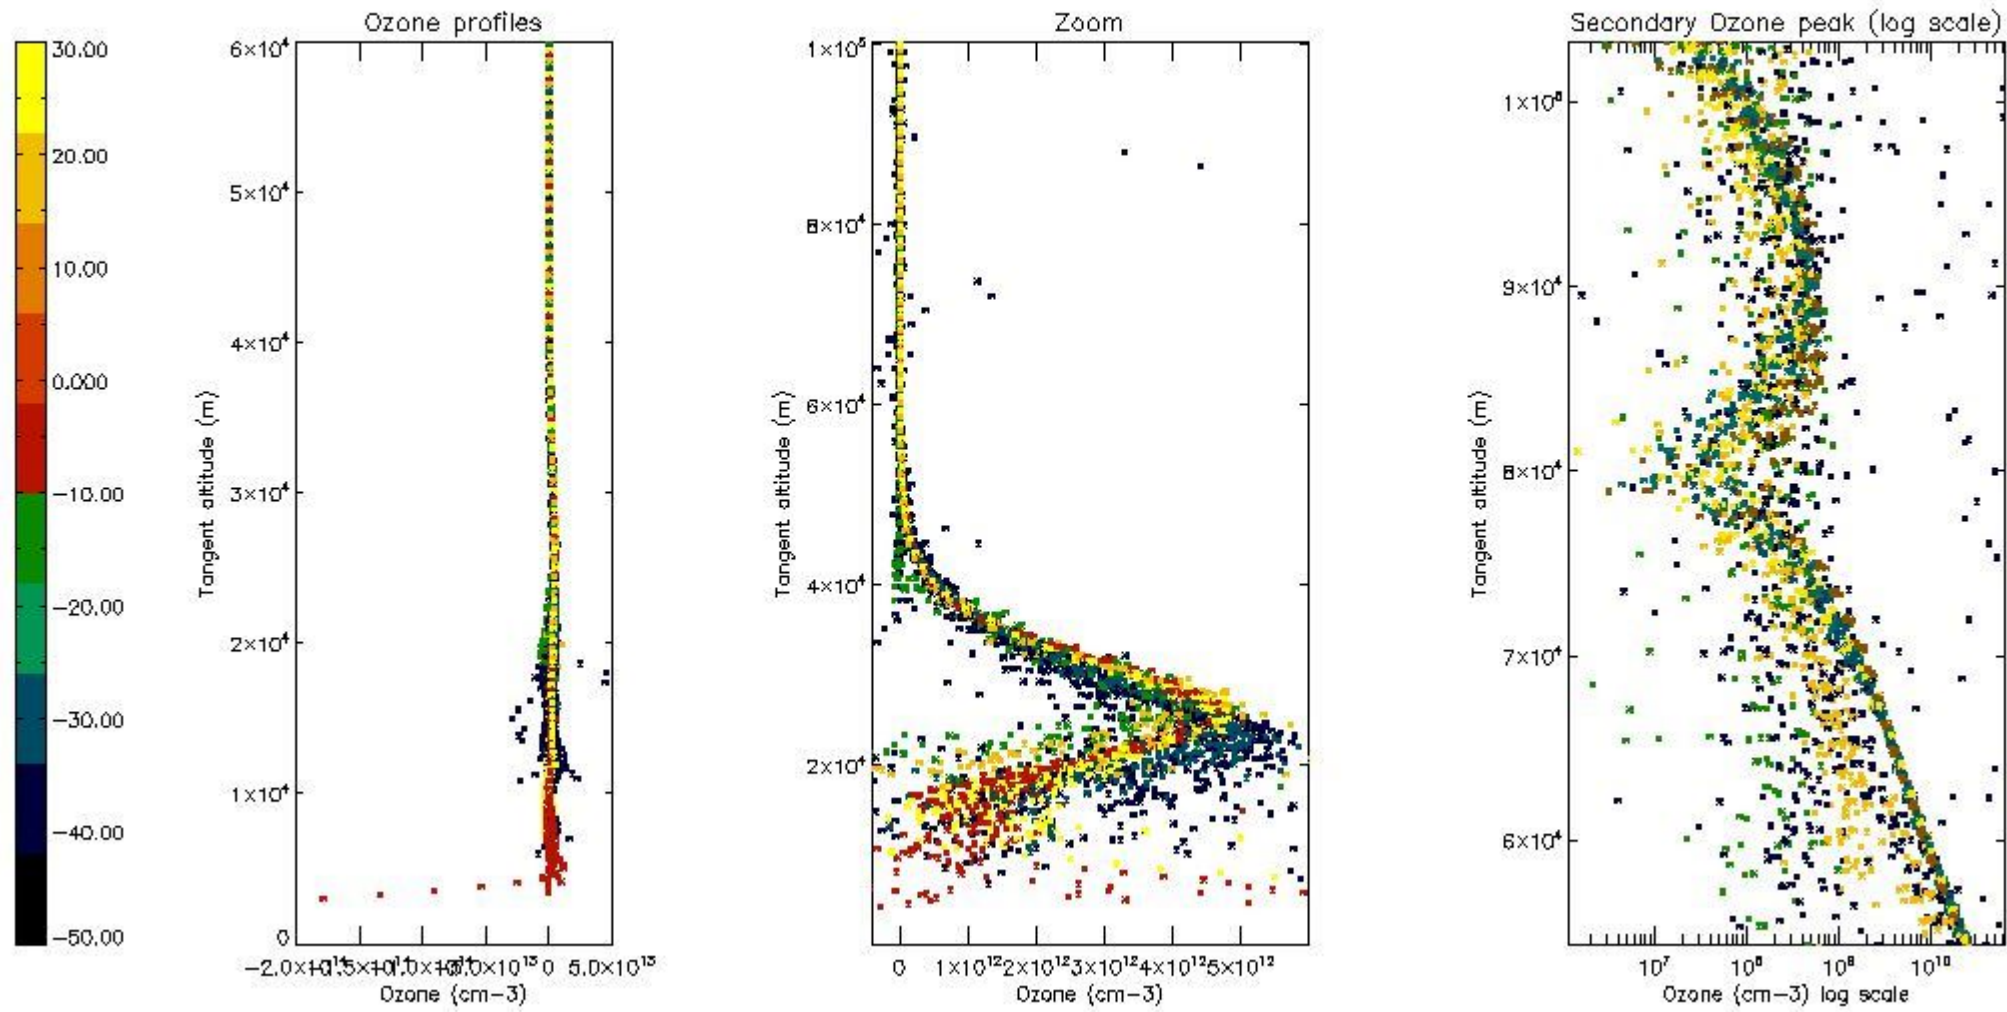 Ozone profiles
Zoom
Secondary Ozone peak (log scale)
30.00
20.00
10.00
0.000
−10.00
−20.00
−30.00
−40.00
−50.00
6×10⁴
5×10⁴
4×10⁴
3×10⁴
2×10⁴
1×10⁴
0
Tangent altitude (m)
0 5.0×10¹³
Ozone (cm−3)
1×10⁵
8×10⁴
6×10⁴
4×10⁴
2×10⁴
Tangent altitude (m)
0 1×10¹² 2×10¹² 3×10¹² 4×10¹² 5×10¹²
Ozone (cm−3)
9×10⁴
8×10⁴
7×10⁴
6×10⁴
Tangent altitude (m)
10⁷ 10⁸ 10⁹ 10¹⁰
Ozone (cm−3) log scale